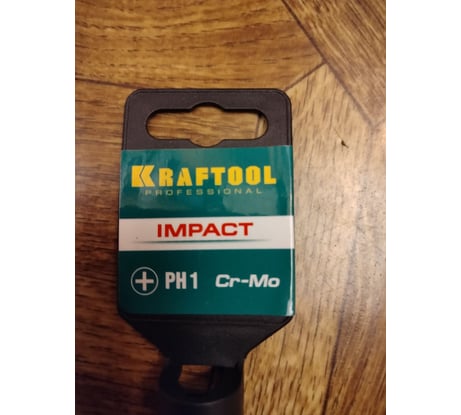 KRAFTOOL
PROFESSIONAL
IMPACT
PH1 Cr-Mo